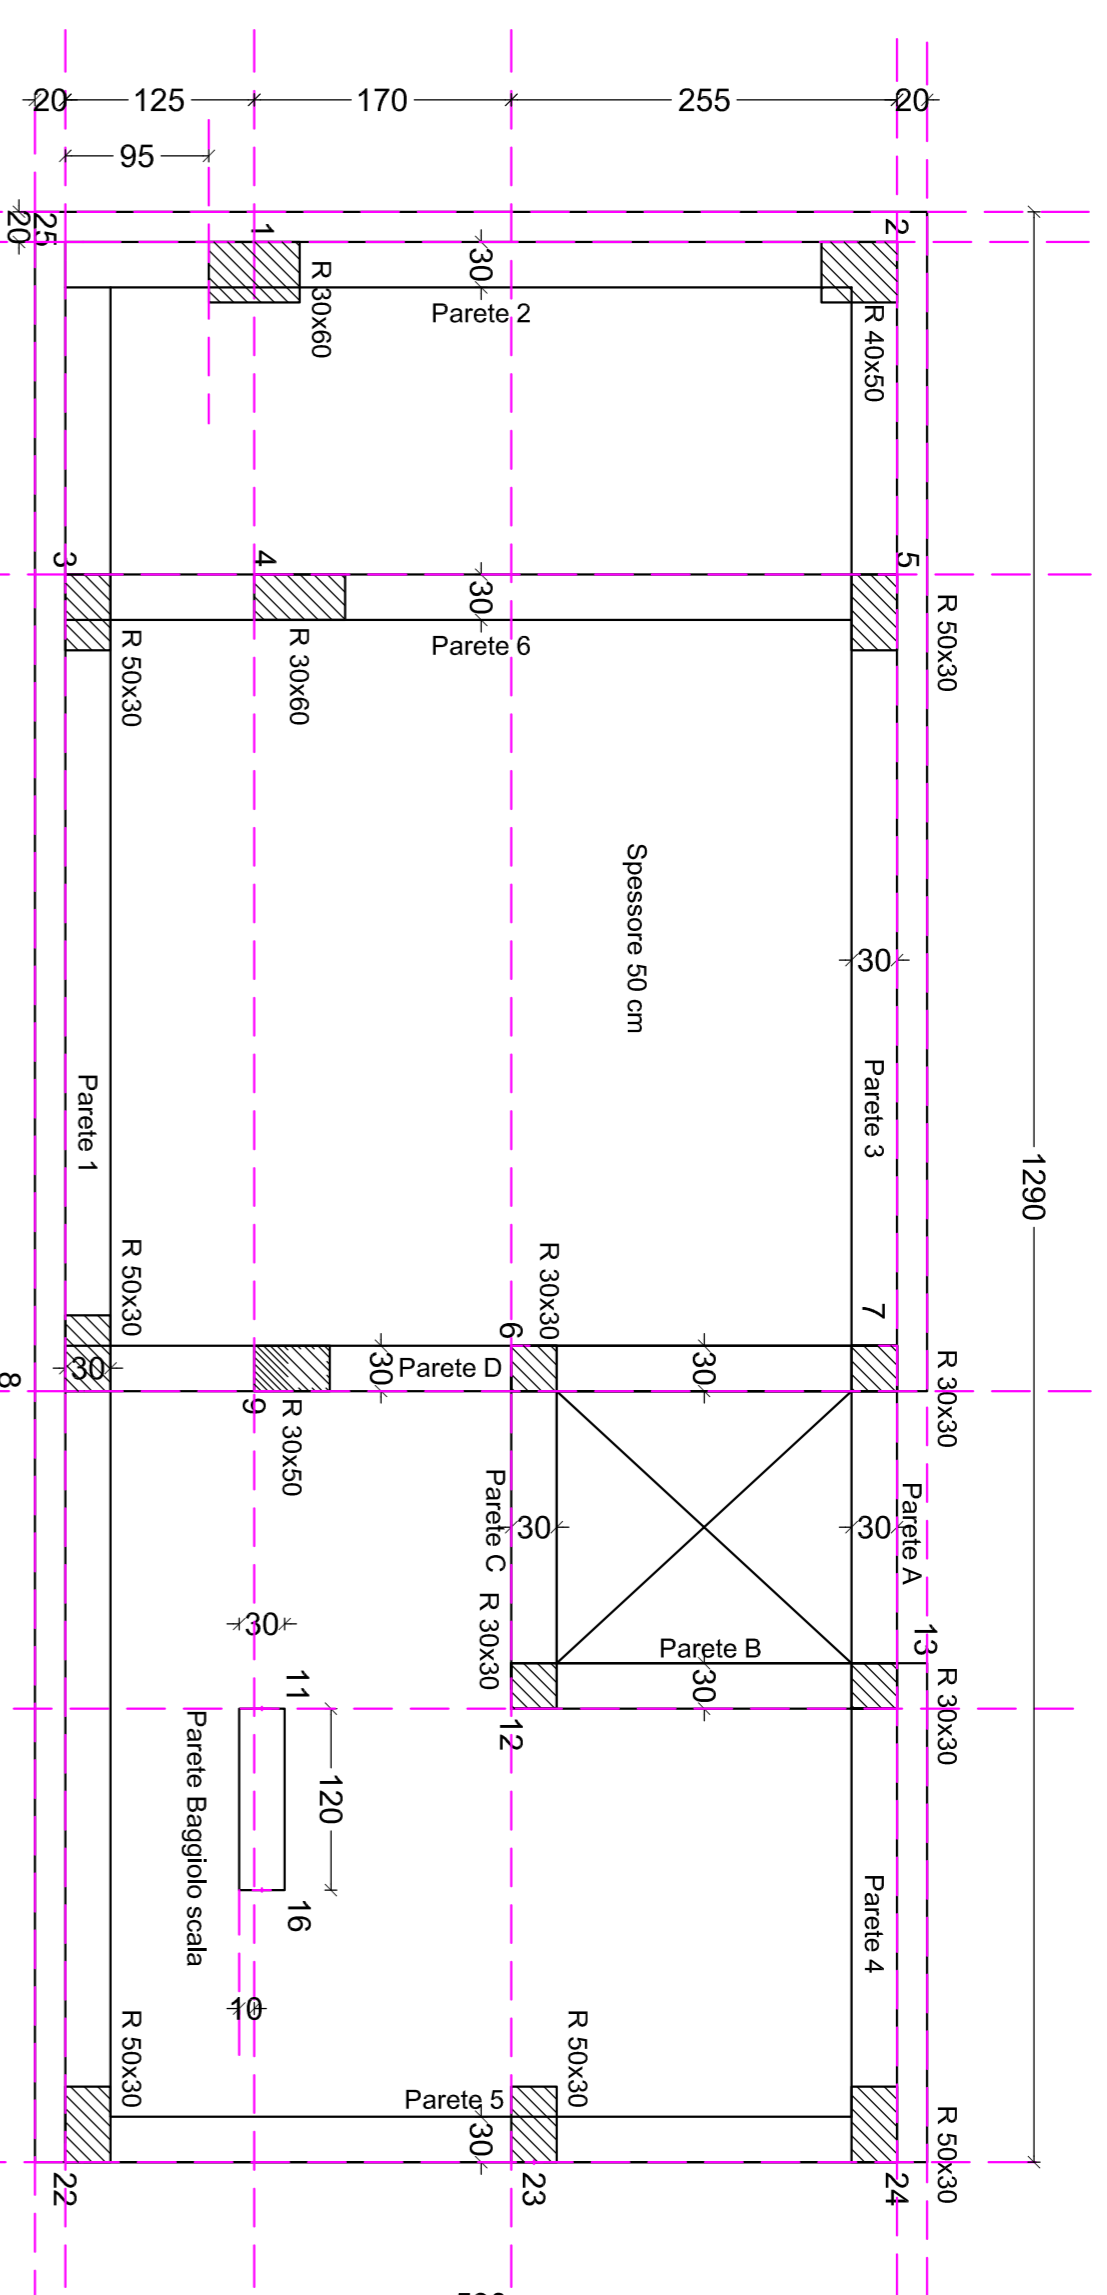 20
125
170
255
20
95
25
20
1
2
30
R 30x60
Parete 2
R 40x50
1290
3
4
5
30
R 50x30
R 30x60
Parete 6
R 50x30
Spessore 50 cm
30
Parete 1
Parete 3
R 50x30
R 30x30
7
6
8
30
30
Parete D
30
R 30x30
9
R 30x50
Parete C
30
30
Parete A
R 30x30
30
Parete B
13
30
R 30x30
11
12
Parete Baggiolo scala
120
16
Parete 4
10
R 50x30
R 50x30
Parete 5
30
R 50x30
22
23
24